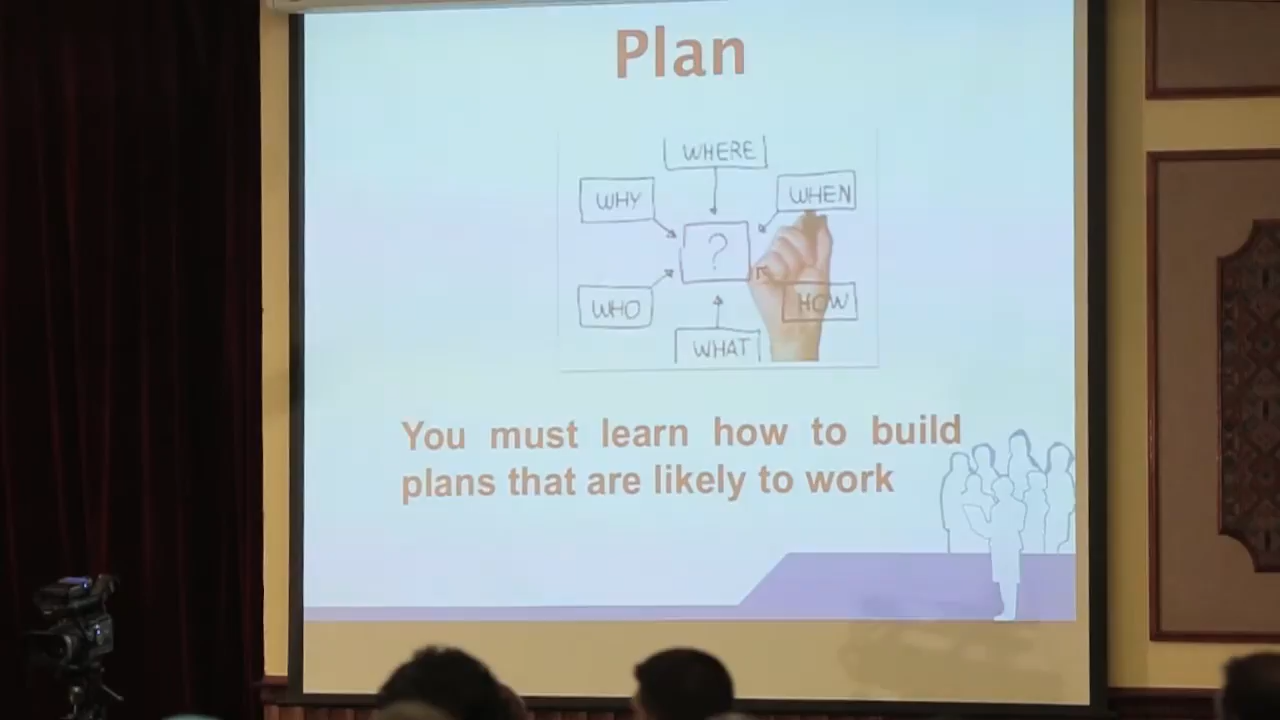 Plan
WHERE
WHY
WHEN
?
WHO
HOW
WHAT
You must learn how to build
plans that are likely to work